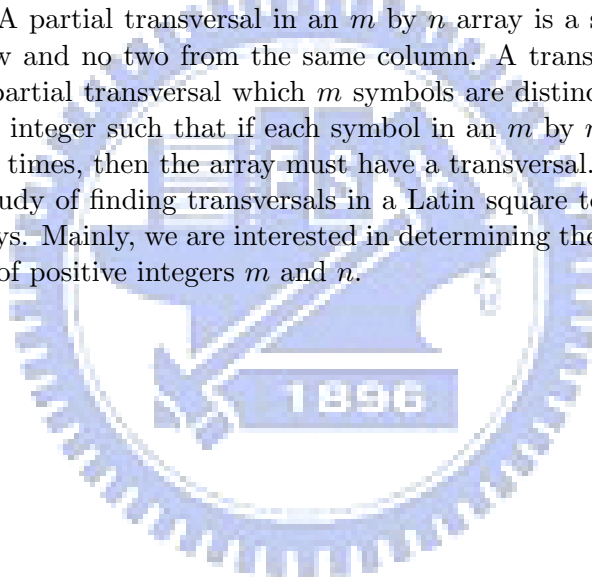 A partial transversal in an m by n array is a s
w and no two from the same column. A trans
partial transversal which m symbols are distinc
integer such that if each symbol in an m by
times, then the array must have a transversal.
udy of finding transversals in a Latin square to
ys. Mainly, we are interested in determining the
of positive integers m and n.
1896